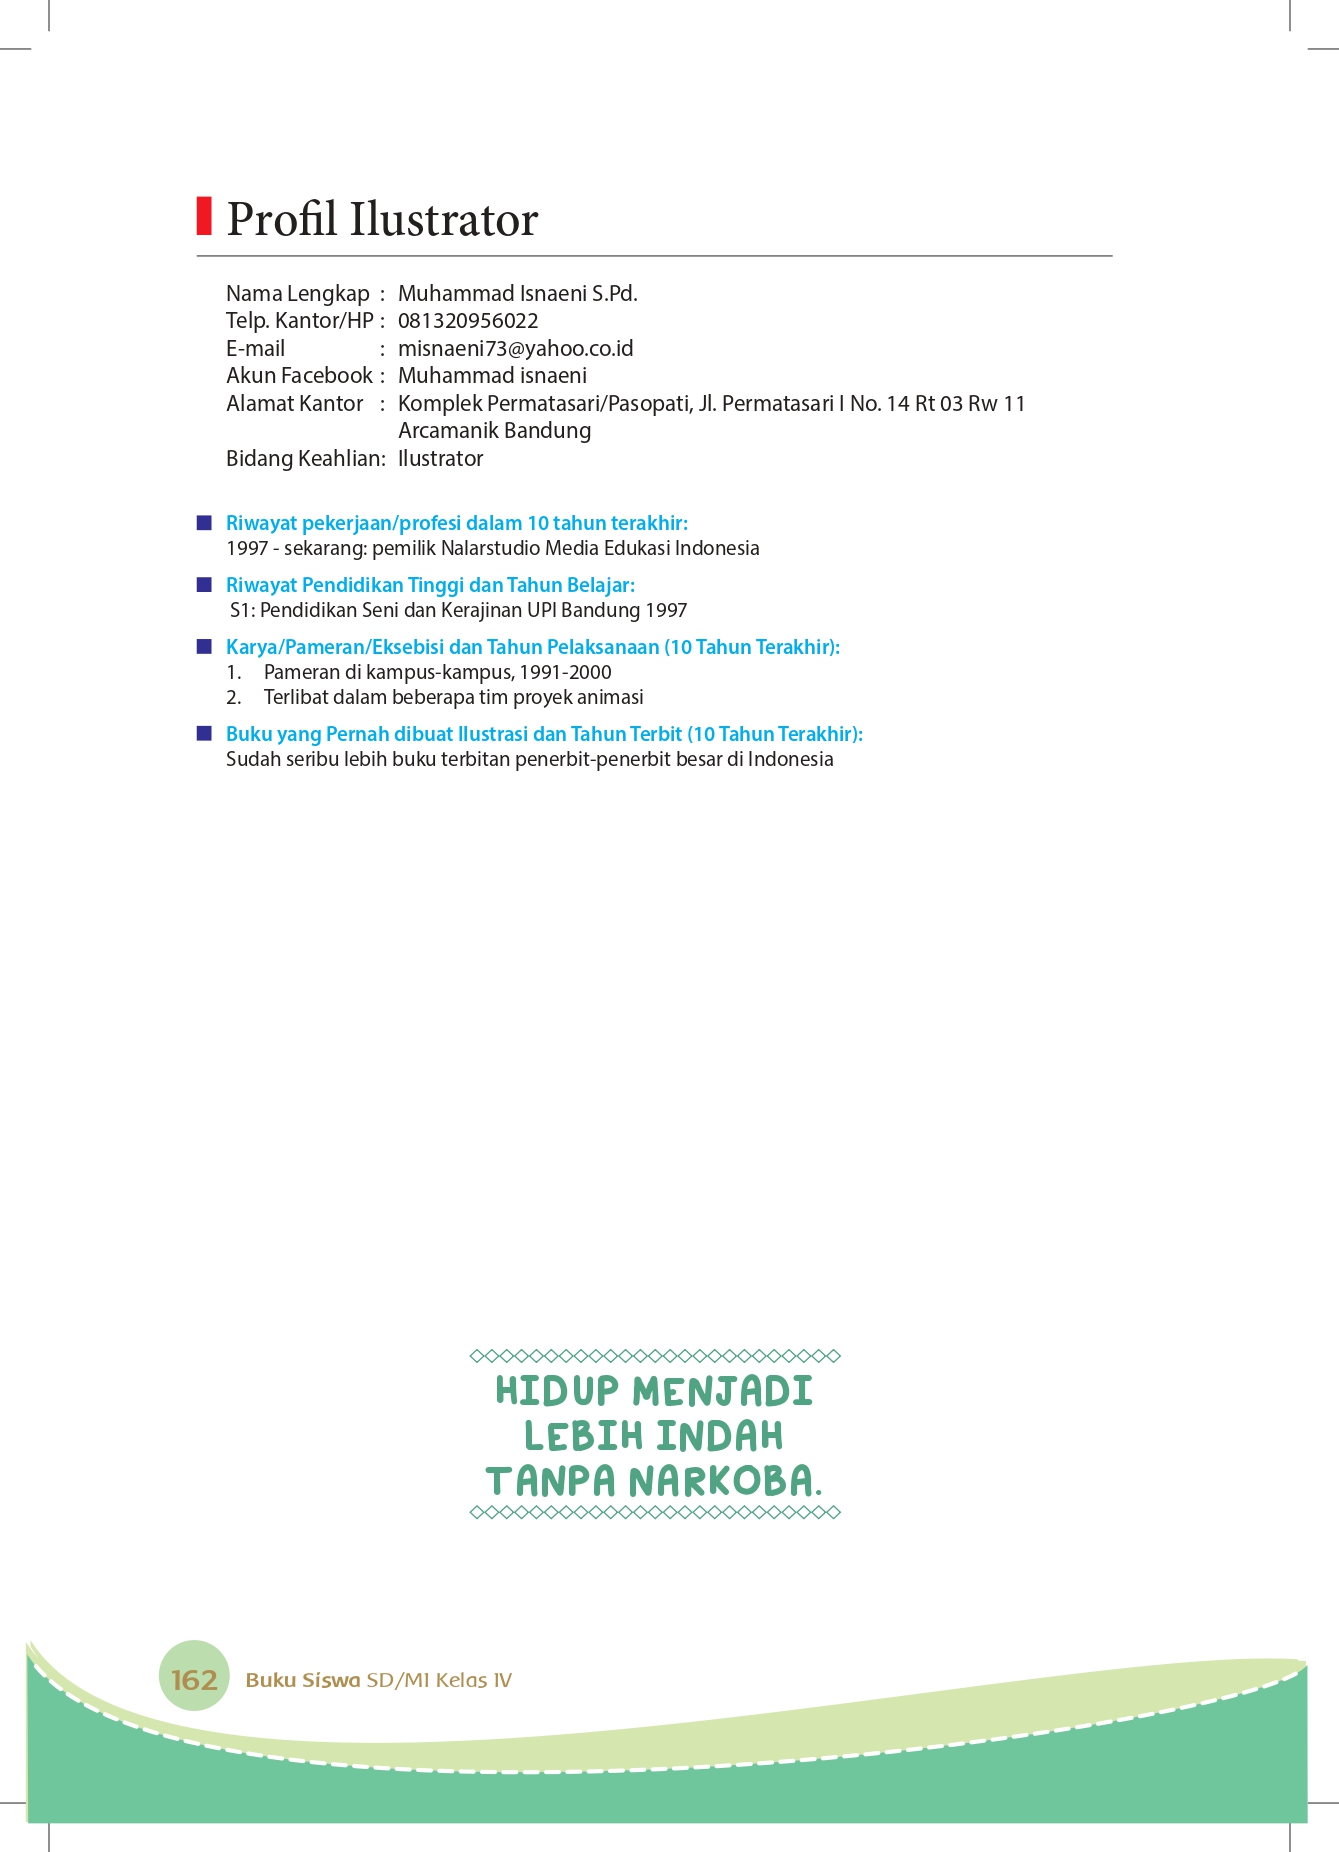 Profil Ilustrator
Nama Lengkap : Muhammad Isnaeni S.Pd.
Telp. Kantor/HP : 081320956022
E-mail : misnaeni73@yahoo.co.id
Akun Facebook : Muhammad isnaeni
Alamat Kantor : Komplek Permatasari/Pasopati, Jl. Permatasari I No. 14 Rt 03 Rw 11
Arcamanik Bandung
Bidang Keahlian: Ilustrator
Riwayat pekerjaan/profesi dalam 10 tahun terakhir:
1997 - sekarang: pemilik Nalarstudio Media Edukasi Indonesia
Riwayat Pendidikan Tinggi dan Tahun Belajar:
S1: Pendidikan Seni dan Kerajinan UPI Bandung 1997
Karya/Pameran/Eksebisi dan Tahun Pelaksanaan (10 Tahun Terakhir):
1. Pameran di kampus-kampus, 1991-2000
2. Terlibat dalam beberapa tim proyek animasi
Buku yang Pernah dibuat Ilustrasi dan Tahun Terbit (10 Tahun Terakhir):
Sudah seribu lebih buku terbitan penerbit-penerbit besar di Indonesia
HIDUP MENJADI
LEBIH INDAH
TANPA NARKOBA.
162 Buku Siswa SD/MI Kelas IV